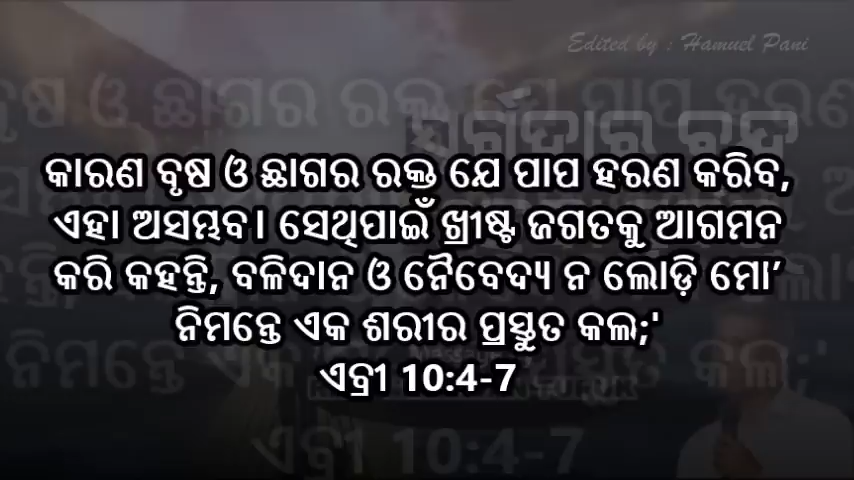 Edited by : Hamuel Pani
କାରଣ ବୃଷ ଓ ଛାଗର ରକ୍ତ ଯେ ପାପ ହରଣ କରିବ,
ଏହା ଅସମ୍ଭବ। ସେଥିପାଇଁ ଖ୍ରୀଷ୍ଟ ଜଗତକୁ ଆଗମନ
କରି କହନ୍ତି, ବଳିଦାନ ଓ ନୈବେଦ୍ୟ ନ ଲୋଡ଼ି ମୋ’
ନିମନ୍ତେ ଏକ ଶରୀର ପ୍ରସ୍ତୁତ କଲ;'
ଏବ୍ରୀ 10:4-7